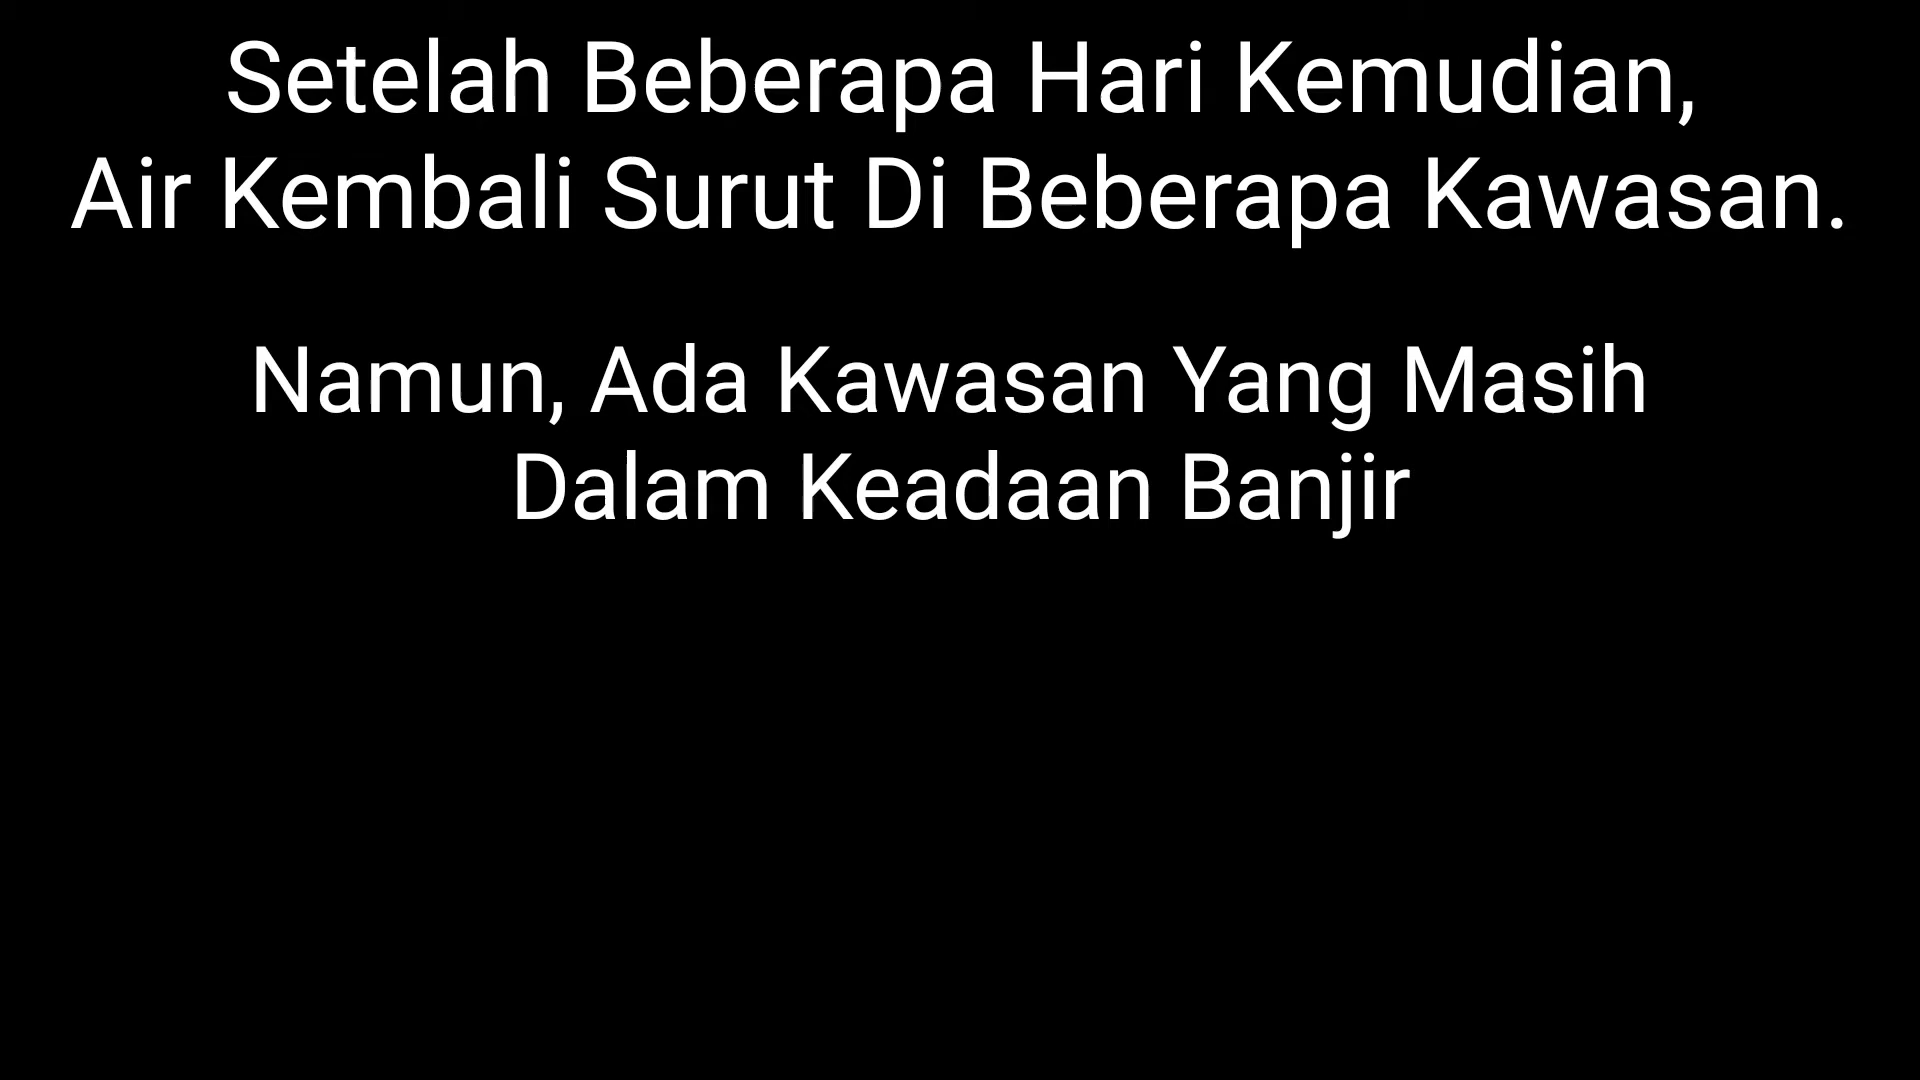 Setelah Beberapa Hari Kemudian,
Air Kembali Surut Di Beberapa Kawasan.
Namun, Ada Kawasan Yang Masih
Dalam Keadaan Banjir